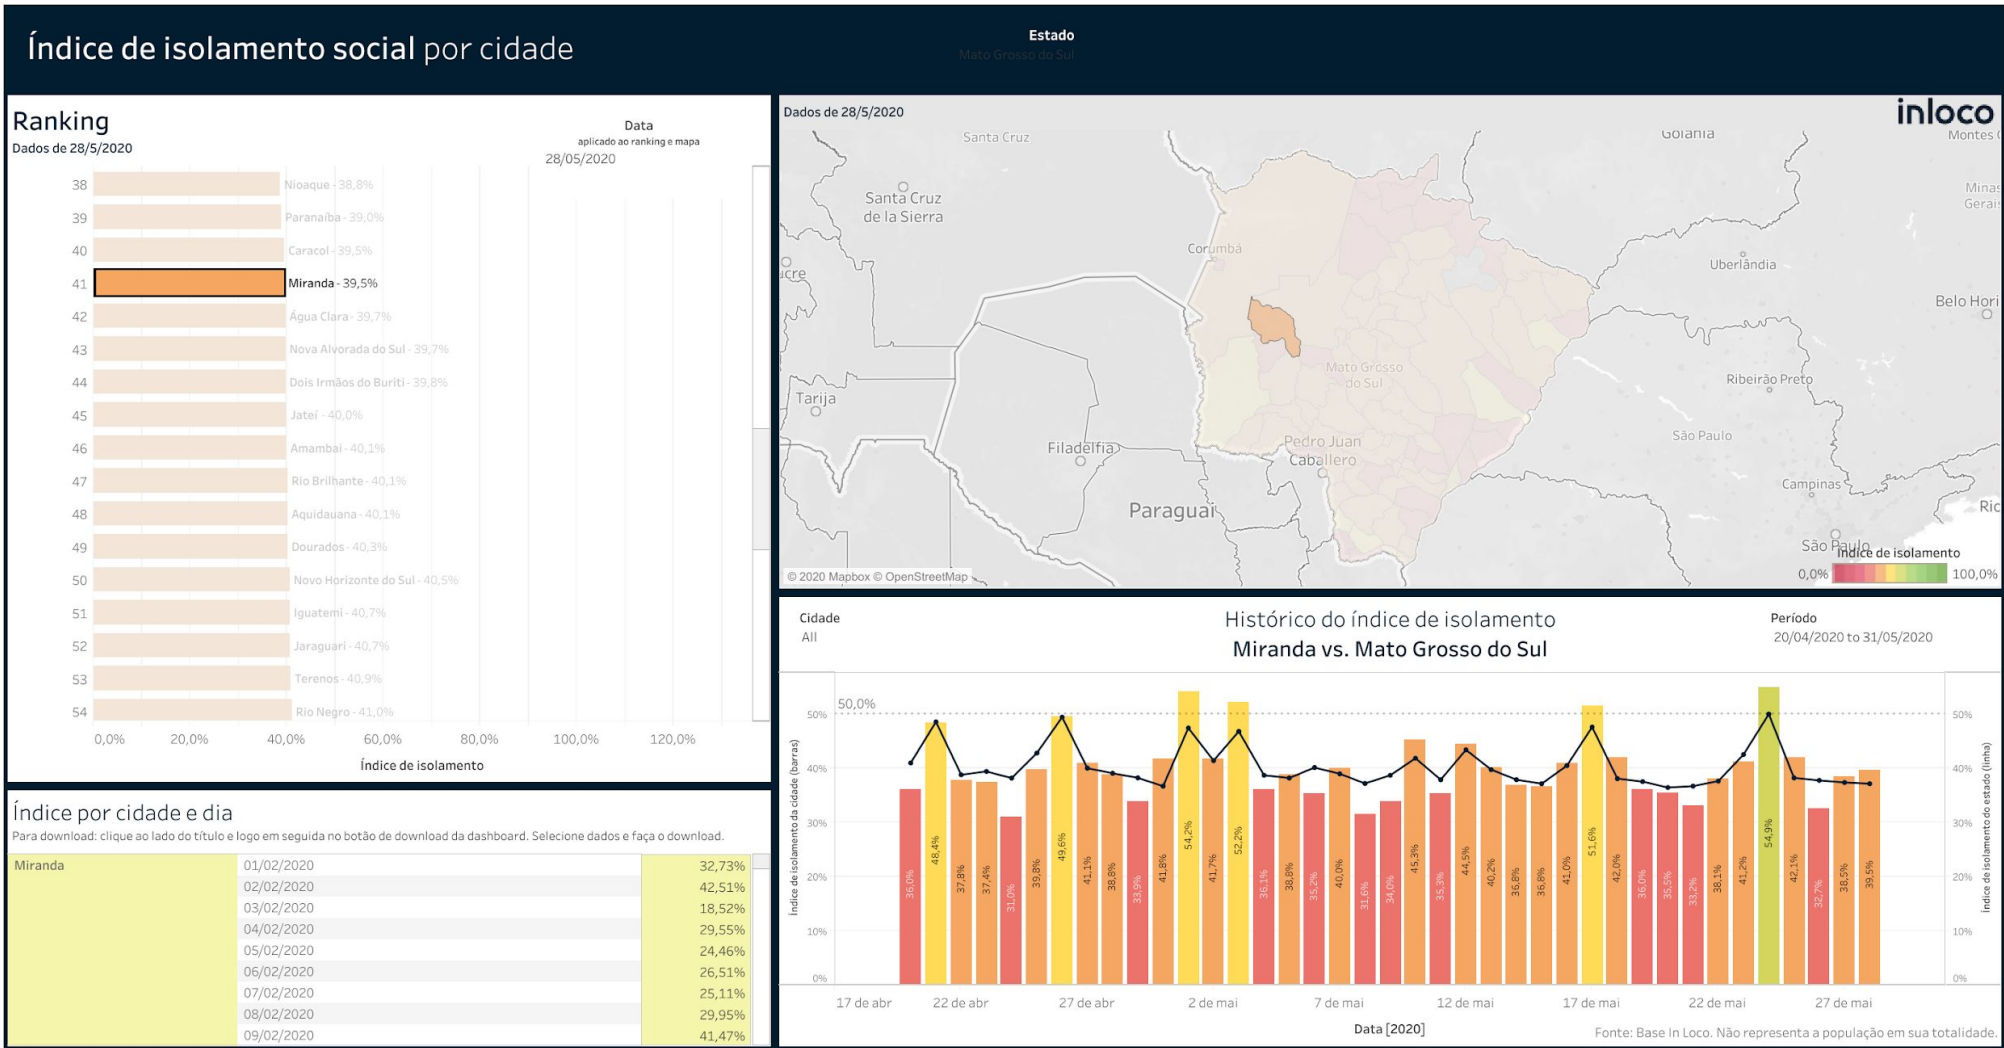 Índice de isolamento social por cidade
Estado
Mato Grosso do Sul
Ranking
Dados de 28/5/2020
Data
aplicado ao ranking e mapa
28/05/2020
38 Nioaque - 38,8%
39 Paranaíba - 39,0%
40 Caracol - 39,5%
41 Miranda - 39,5%
42 Água Clara - 39,7%
43 Nova Alvorada do Sul - 39,7%
44 Dois Irmãos do Buriti - 39,8%
45 Jateí - 40,0%
46 Amambai - 40,1%
47 Rio Brilhante - 40,1%
48 Aquidauana - 40,1%
49 Dourados - 40,3%
50 Novo Horizonte do Sul - 40,5%
51 Iguatemi - 40,7%
52 Jaraguari - 40,7%
53 Terenos - 40,9%
54 Rio Negro - 41,0%
0,0% 20,0% 40,0% 60,0% 80,0% 100,0% 120,0%
Índice de isolamento
Índice por cidade e dia
Para download: clique ao lado do título e logo em seguida no botão de download da dashboard. Selecione dados e faça o download.
Miranda 01/02/2020 32,73%
02/02/2020 42,51%
03/02/2020 18,52%
04/02/2020 29,55%
05/02/2020 24,46%
06/02/2020 26,51%
07/02/2020 25,11%
08/02/2020 29,95%
09/02/2020 41,47%
Dados de 28/5/2020
inloco
Santa Cruz
Goiânia
Montes
Santa Cruz
de la Sierra
Minas
Gerais
Corumbá
Uberlândia
ucre
Belo Hori
Mato Grosso
do Sul
Ribeirão Preto
Tarija
São Paulo
Filadelfia
Pedro Juan
Caballero
Campinas
Paraguai
Ric
São Paulo
Índice de isolamento
0,0% 100,0%
© 2020 Mapbox © OpenStreetMap
Cidade
All
Histórico do índice de isolamento
Miranda vs. Mato Grosso do Sul
Período
20/04/2020 to 31/05/2020
50,0%
Índice de isolamento da cidade (barras)
50%
40%
30%
20%
10%
0%
36,0%
48,4%
37,8%
37,4%
31,0%
39,8%
49,6%
41,1%
38,8%
33,9%
41,8%
54,2%
41,7%
52,2%
36,1%
38,8%
35,2%
40,0%
31,6%
34,0%
45,3%
35,3%
44,5%
40,2%
36,8%
36,8%
41,0%
51,6%
42,0%
36,0%
35,5%
33,2%
38,1%
41,2%
54,9%
42,1%
32,7%
38,5%
39,5%
50%
40%
30%
20%
10%
0%
Índice de isolamento do estado (linha)
17 de abr 22 de abr 27 de abr 2 de mai 7 de mai 12 de mai 17 de mai 22 de mai 27 de mai
Data [2020]
Fonte: Base In Loco. Não representa a população em sua totalidade.